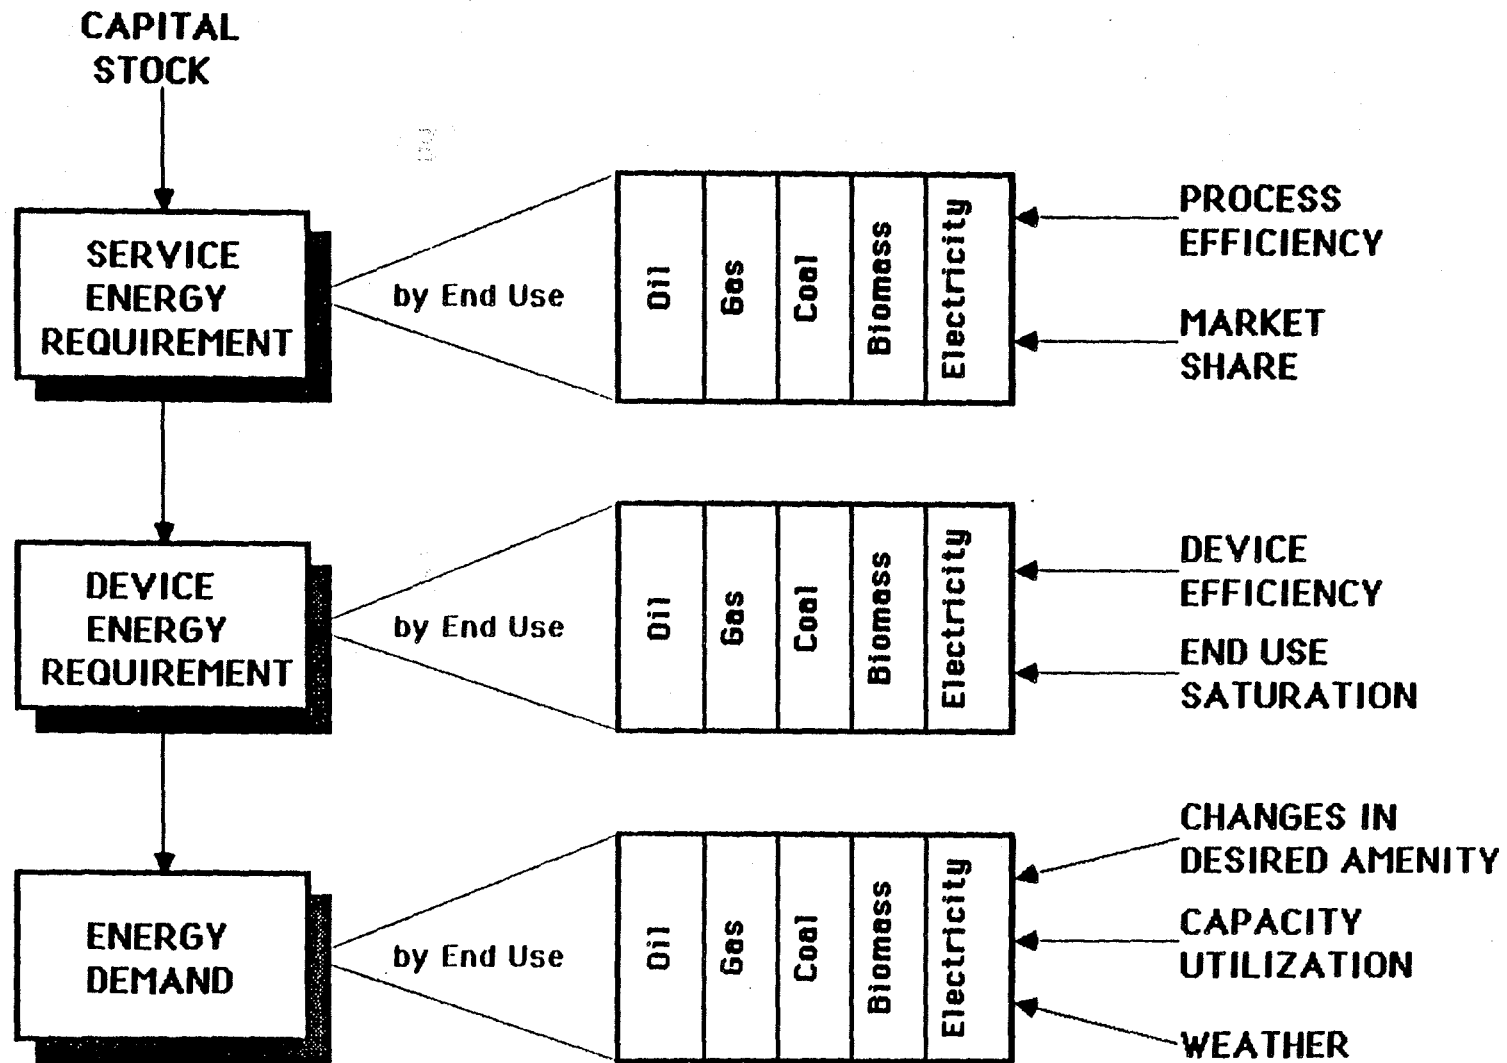 CAPITAL
STOCK
SERVICE
ENERGY
REQUIREMENT
by End Use
Oil
Gas
Coal
Biomass
Electricity
PROCESS
EFFICIENCY
MARKET
SHARE
DEVICE
ENERGY
REQUIREMENT
by End Use
Oil
Gas
Coal
Biomass
Electricity
DEVICE
EFFICIENCY
END USE
SATURATION
ENERGY
DEMAND
by End Use
Oil
Gas
Coal
Biomass
Electricity
CHANGES IN
DESIRED AMENITY
CAPACITY
UTILIZATION
WEATHER